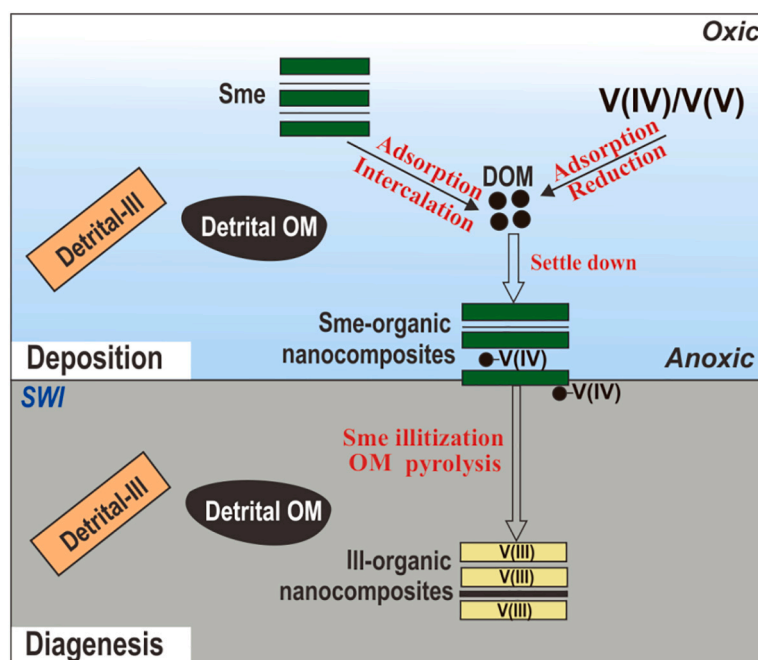 Oxic
Sme
V(IV)/V(V)
Adsorption
Intercalation
DOM
Adsorption
Reduction
Detrital-Ill
Detrital OM
Settle down
Sme-organic
nanocomposites
V(IV)
Deposition
Anoxic
SWI
V(IV)
Sme illitization
OM pyrolysis
Detrital-Ill
Detrital OM
Ill-organic
nanocomposites
V(III)
V(III)
V(III)
Diagenesis